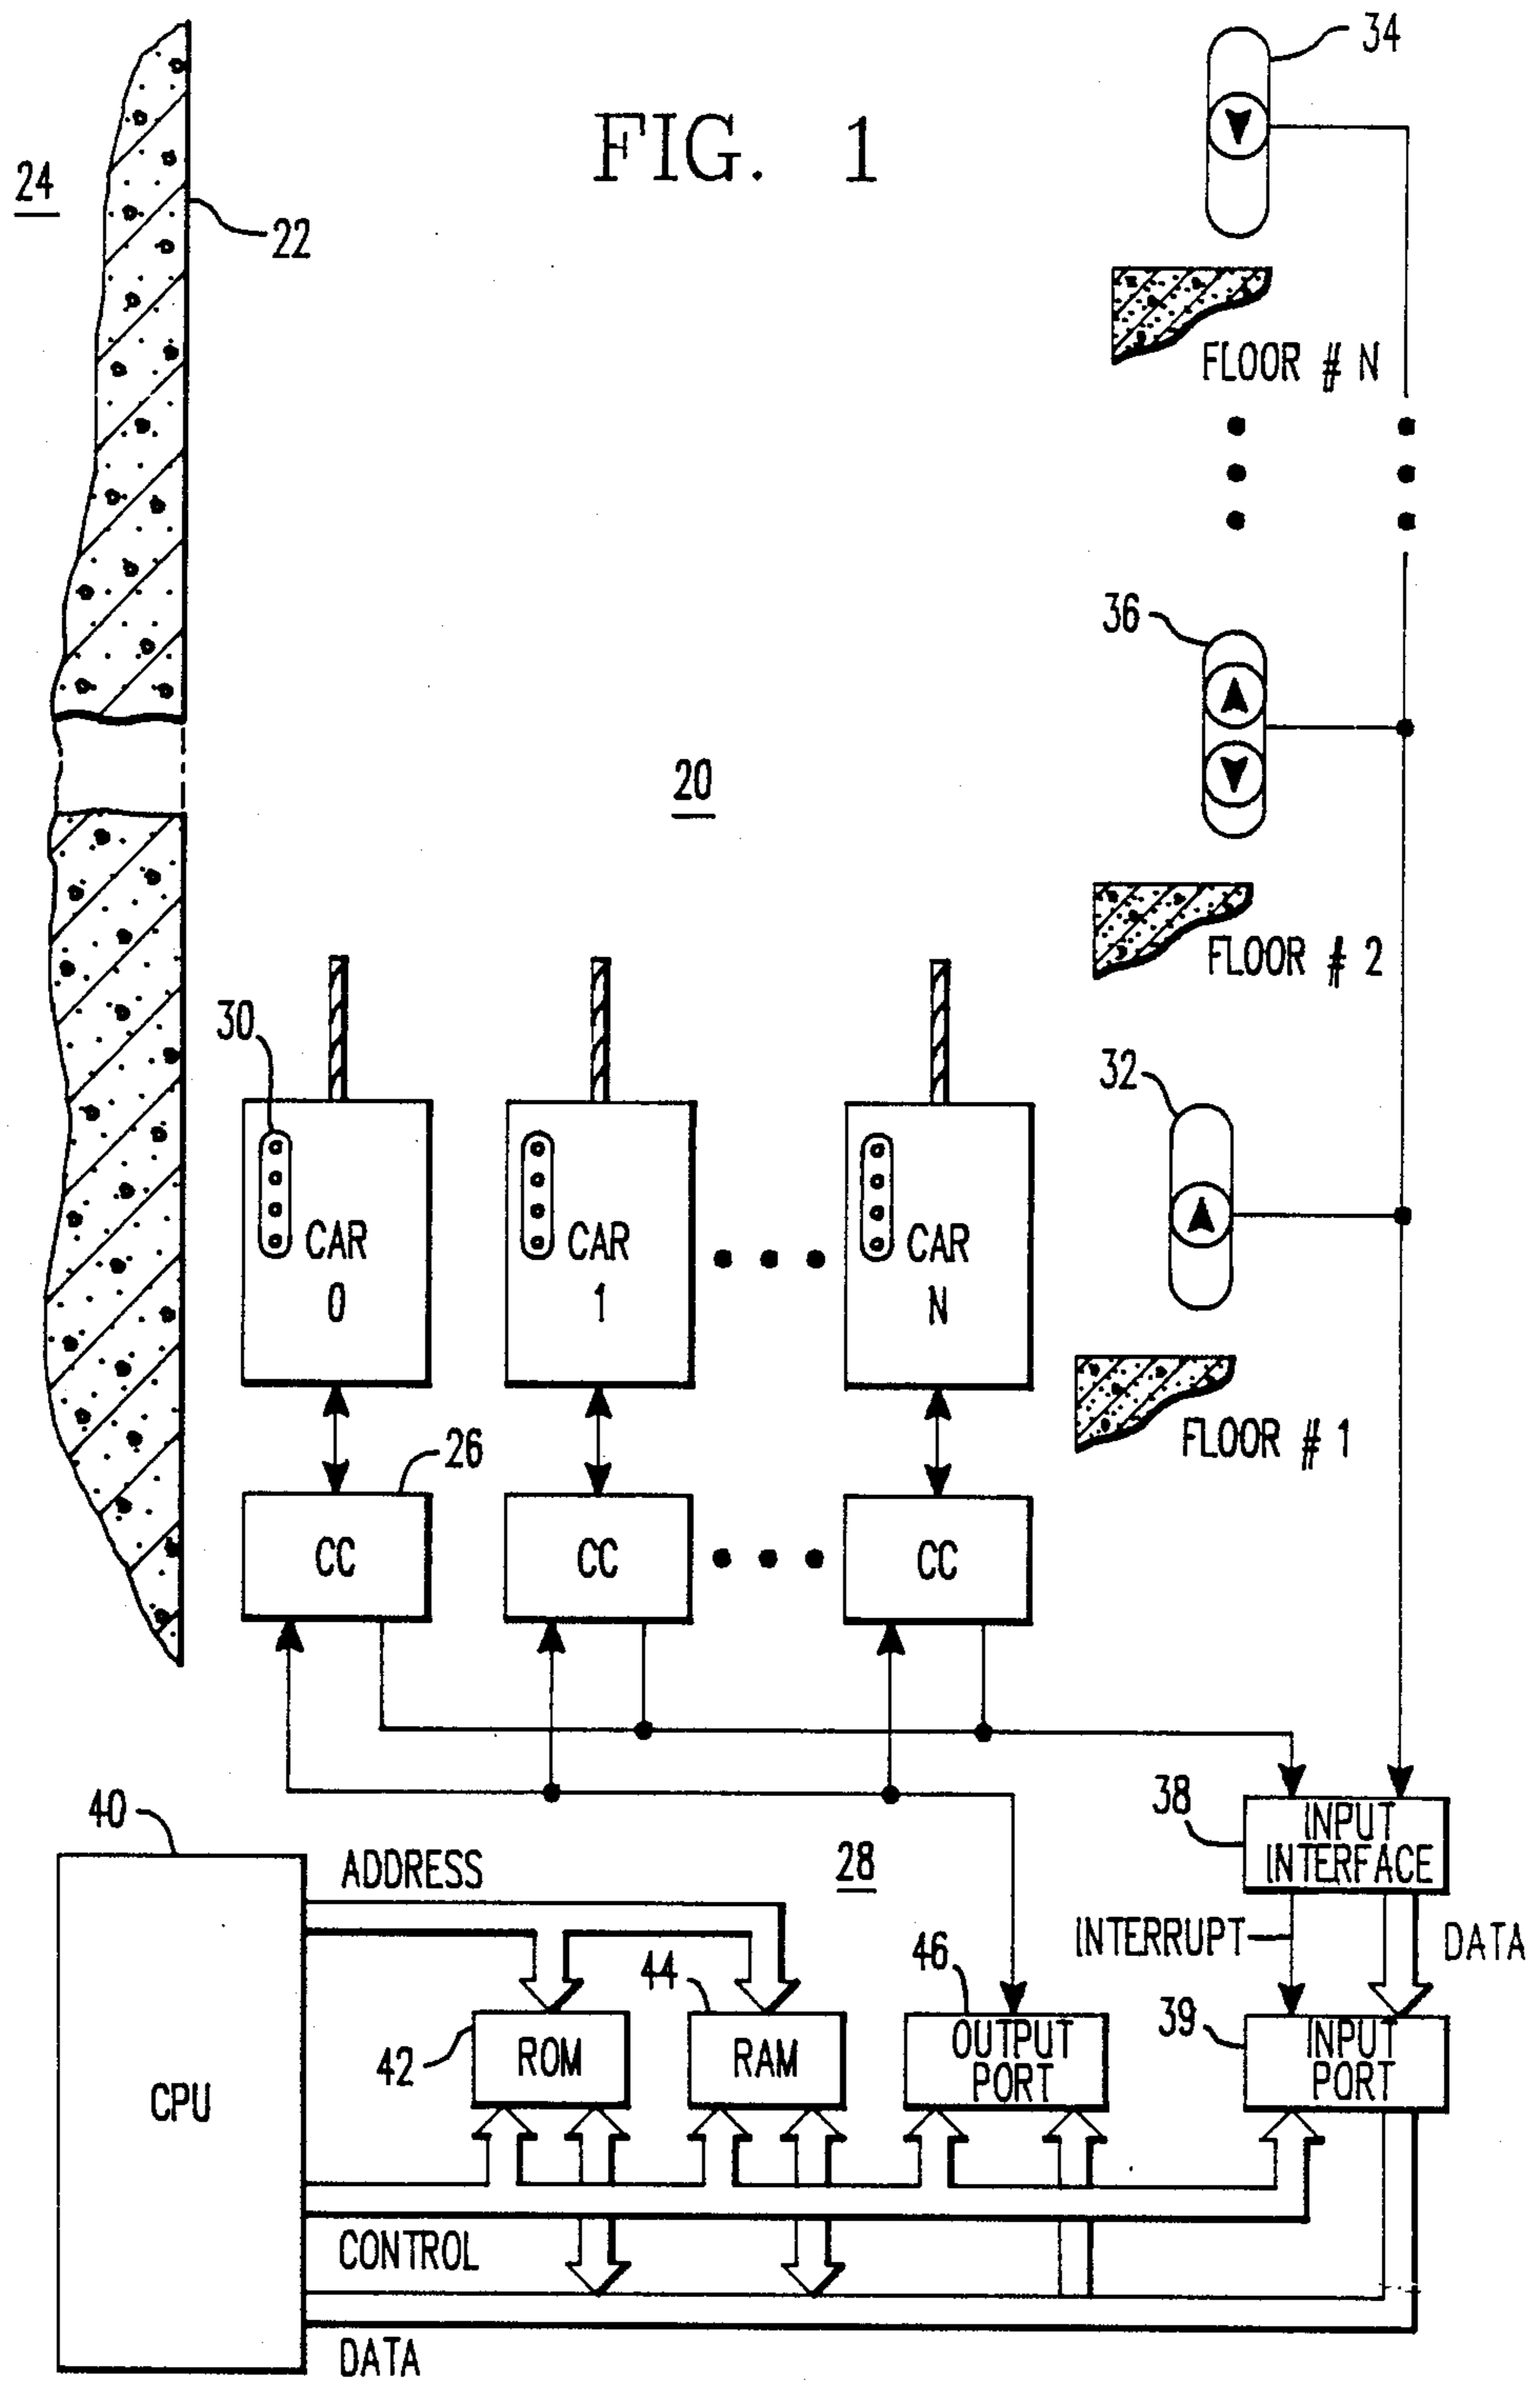 34
FIG. 1
24
22
FLOOR # N
36
20
FLOOR # 2
30
32
CAR 0
CAR 1
CAR N
FLOOR # 1
26
CC
CC
CC
40
38
INPUT
INTERFACE
ADDRESS
28
INTERRUPT
DATA
46
44
39
42
ROM
RAM
OUTPUT
PORT
INPUT
PORT
CPU
CONTROL
DATA